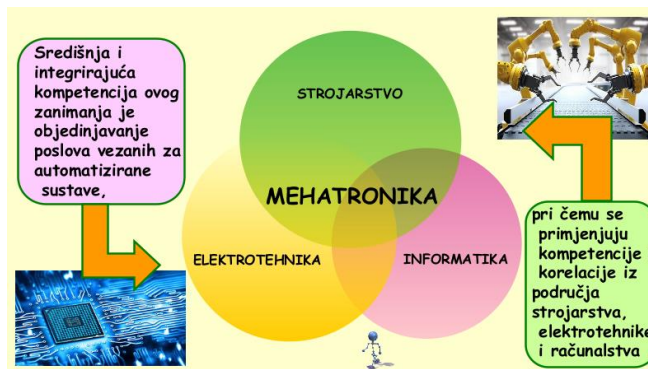 Središnja i
integrirajuća
kompetencija ovog
zanimanja je
objedinjavanje
poslova vezanih za
automatizirane
sustave,
STROJARSTVO
MEHATRONIKA
ELEKTROTEHNIKA
INFORMATIKA
pri čemu se
primjenjuju
kompetencije
korelacije iz
područja
strojarstva,
elektrotehnike
i računalstva